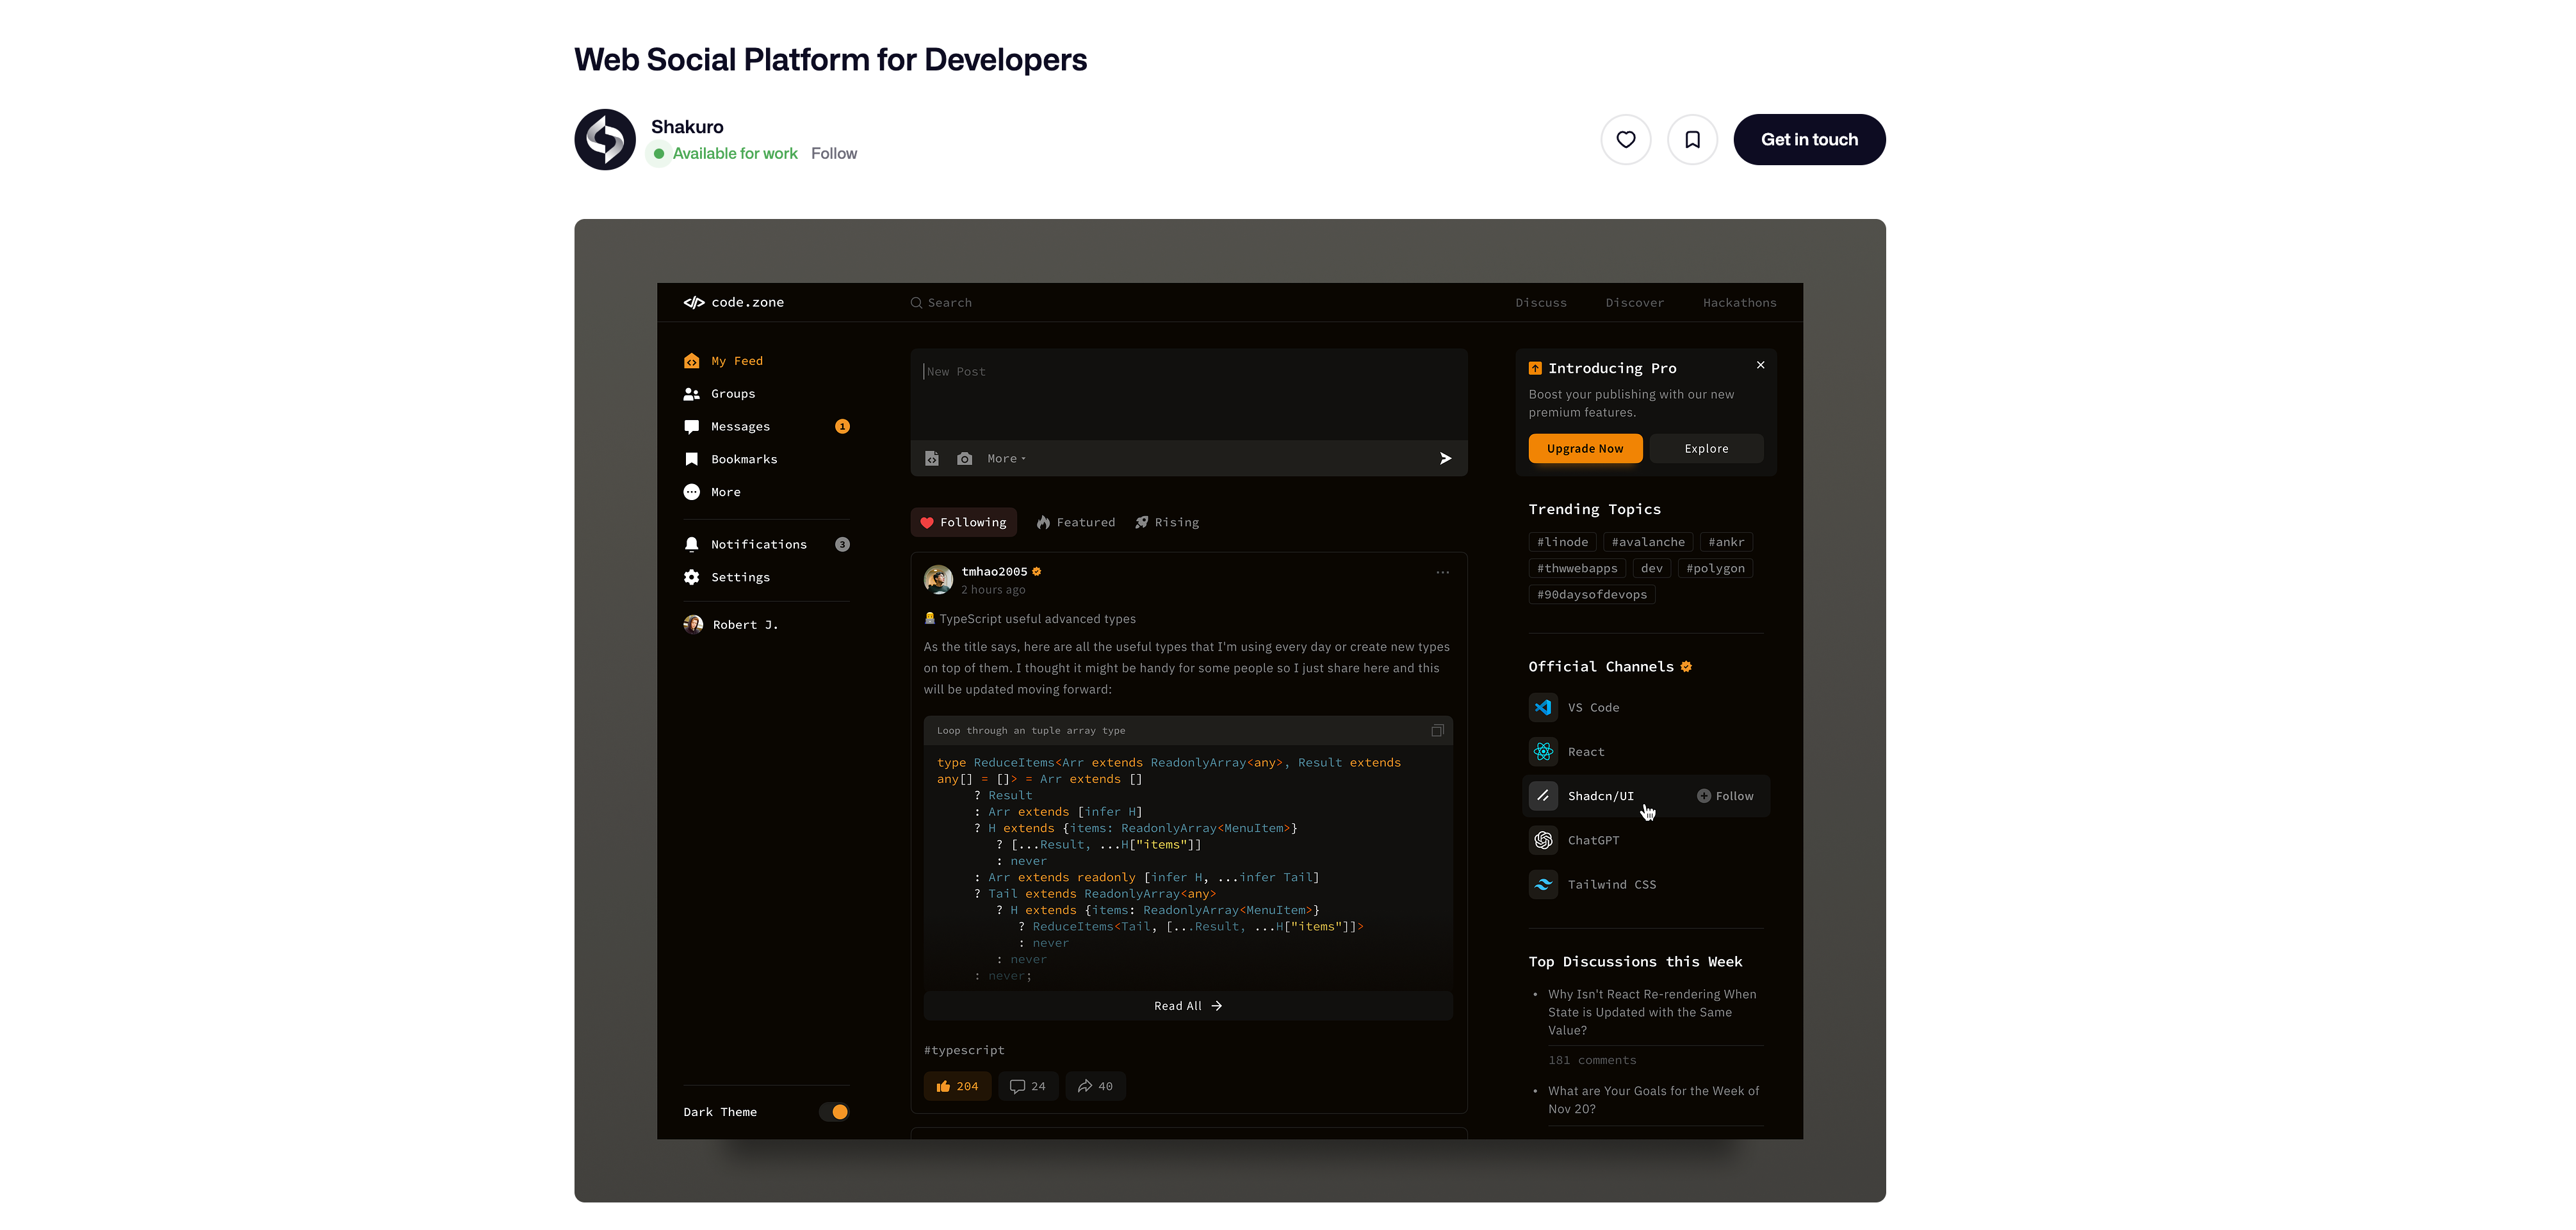 Web Social Platform for Developers
Shakuro
Available for work Follow
Get in touch
code.zone
Search
Discuss Discover Hackathons
My Feed
Groups
Messages 1
Bookmarks
More
Notifications 3
Settings
Robert J.
Dark Theme
New Post
More
Following Featured Rising
tmhao2005
2 hours ago
TypeScript useful advanced types
As the title says, here are all the useful types that I'm using every day or create new types
on top of them. I thought it might be handy for some people so I just share here and this
will be updated moving forward:
Loop through an tuple array type
type ReduceItems<Arr extends ReadonlyArray<any>, Result extends
any[] = []> = Arr extends []
? Result
: Arr extends [infer H]
? H extends {items: ReadonlyArray<MenuItem>}
? [...Result, ...H["items"]]
: never
: Arr extends readonly [infer H, ...infer Tail]
? Tail extends ReadonlyArray<any>
? H extends {items: ReadonlyArray<MenuItem>}
? ReduceItems<Tail, [...Result, ...H["items"]]>
: never
: never
: never;
Read All
#typescript
204 24 40
Introducing Pro
Boost your publishing with our new
premium features.
Upgrade Now Explore
Trending Topics
#linode #avalanche #ankr
#thwwebapps dev #polygon
#90daysofdevops
Official Channels
VS Code
React
Shadcn/UI Follow
ChatGPT
Tailwind CSS
Top Discussions this Week
• Why Isn't React Re-rendering When
State is Updated with the Same
Value?
181 comments
• What are Your Goals for the Week of
Nov 20?